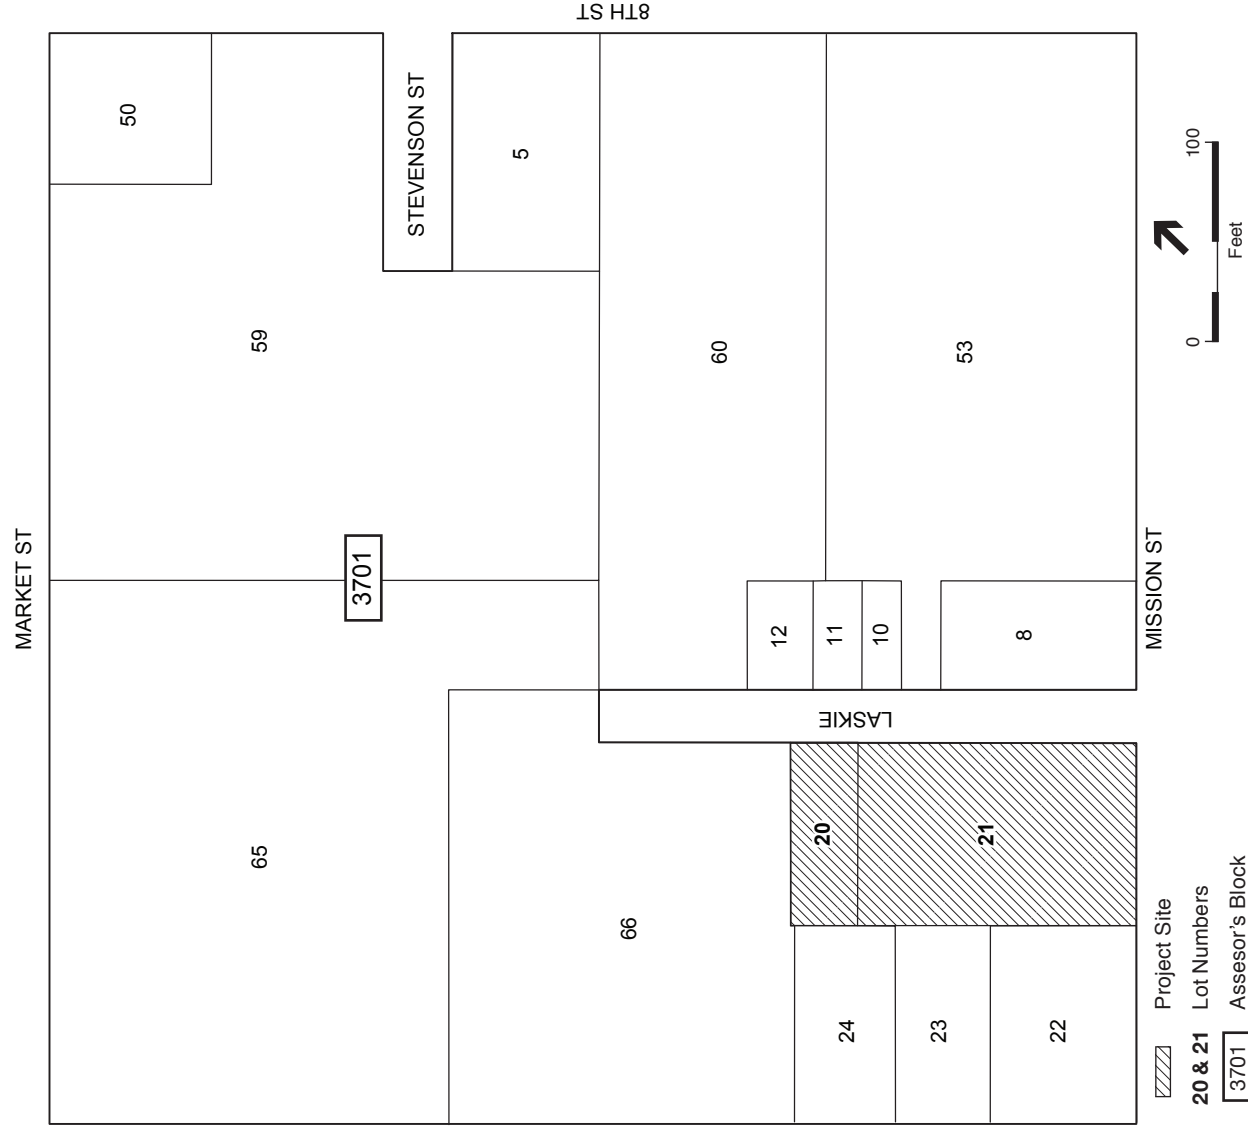 MARKET ST
50
65
59
3701
STEVENSON ST
5
8TH ST
66
60
12
20
11
24
LASKIE
10
23
53
21
8
22
MISSION ST
Project Site
20 & 21 Lot Numbers
3701 Assesor's Block
0 100
Feet